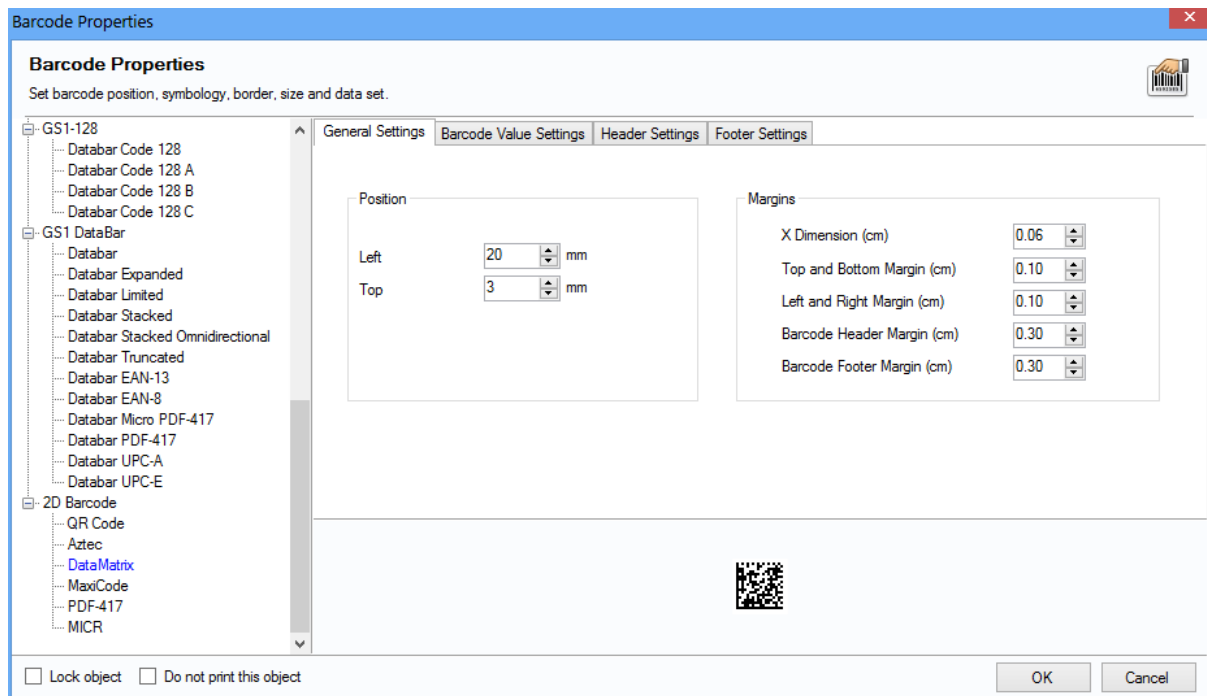 Barcode Properties
Barcode Properties
Set barcode position, symbology, border, size and data set.
GS1-128
Databar Code 128
Databar Code 128 A
Databar Code 128 B
Databar Code 128 C
GS1 DataBar
Databar
Databar Expanded
Databar Limited
Databar Stacked
Databar Stacked Omnidirectional
Databar Truncated
Databar EAN-13
Databar EAN-8
Databar Micro PDF-417
Databar PDF-417
Databar UPC-A
Databar UPC-E
2D Barcode
QR Code
Aztec
DataMatrix
MaxiCode
PDF-417
MICR
General Settings Barcode Value Settings Header Settings Footer Settings
Position
Left 20 mm
Top 3 mm
Margins
X Dimension (cm) 0.06
Top and Bottom Margin (cm) 0.10
Left and Right Margin (cm) 0.10
Barcode Header Margin (cm) 0.30
Barcode Footer Margin (cm) 0.30
Lock object Do not print this object
OK Cancel